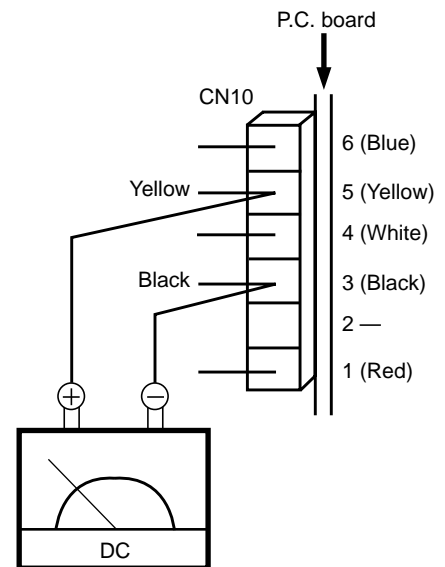 P.C. board
CN10
6 (Blue)
Yellow
5 (Yellow)
4 (White)
Black
3 (Black)
2 —
1 (Red)
+
−
DC